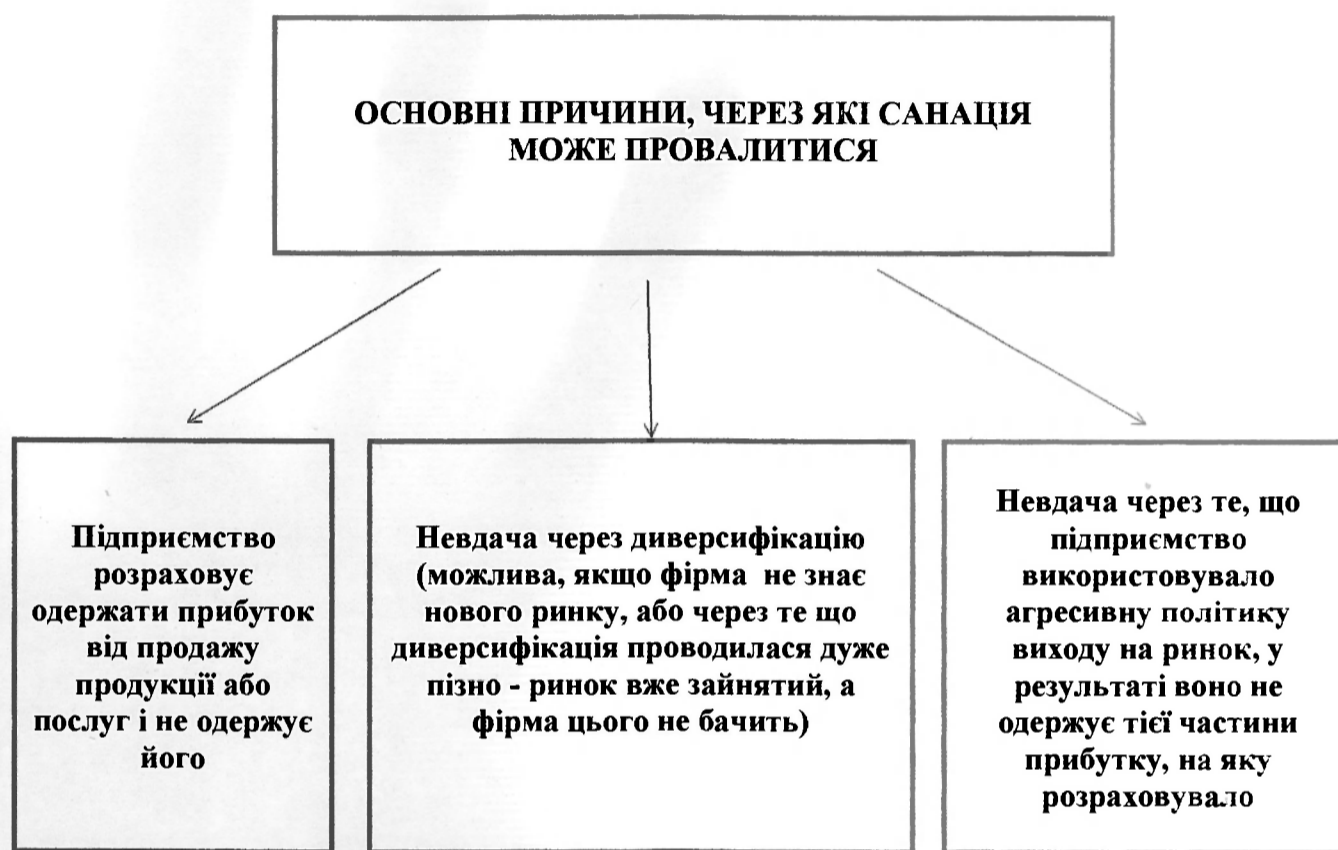 ОСНОВНІ ПРИЧИНИ, ЧЕРЕЗ ЯКІ САНАЦІЯ
МОЖЕ ПРОВАЛИТИСЯ
Підприємство
розраховує
одержати прибуток
від продажу
продукції або
послуг і не одержує
його
Невдача через диверсифікацію
(можлива, якщо фірма не знає
нового ринку, або через те що
диверсифікація проводилася дуже
пізно - ринок вже зайнятий, а
фірма цього не бачить)
Невдача через те, що
підприємство
використовувало
агресивну політику
виходу на ринок, у
результаті воно не
одержує тієї частини
прибутку, на яку
розраховувало